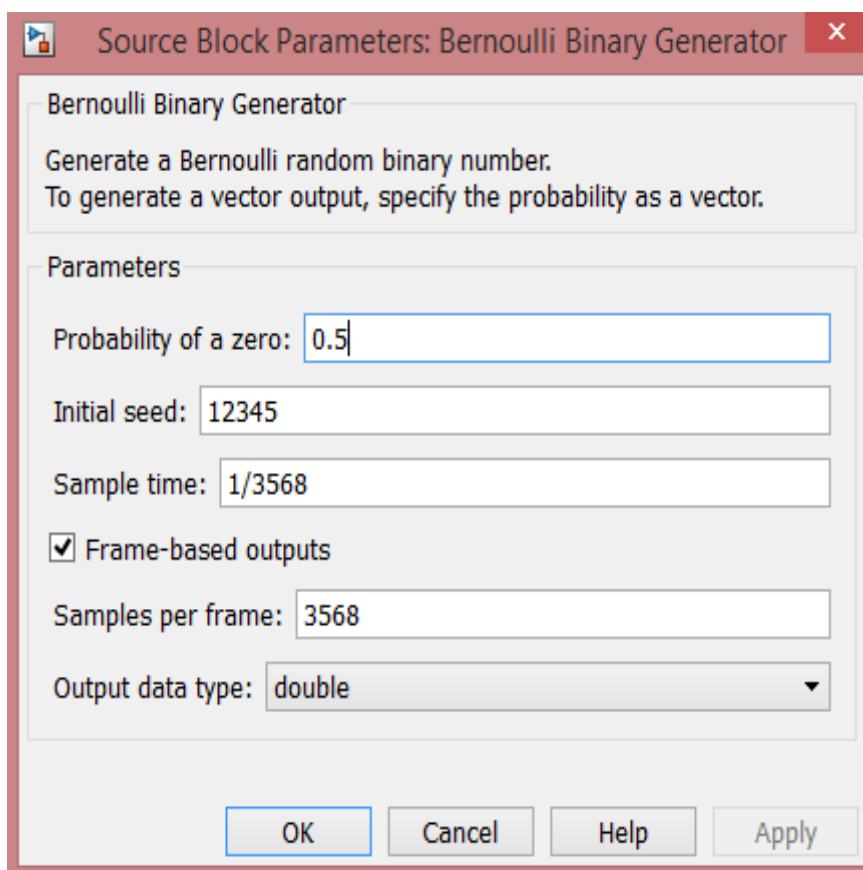 Source Block Parameters: Bernoulli Binary Generator
Bernoulli Binary Generator
Generate a Bernoulli random binary number.
To generate a vector output, specify the probability as a vector.
Parameters
Probability of a zero: 0.5
Initial seed: 12345
Sample time: 1/3568
Frame-based outputs
Samples per frame: 3568
Output data type: double
OK Cancel Help Apply